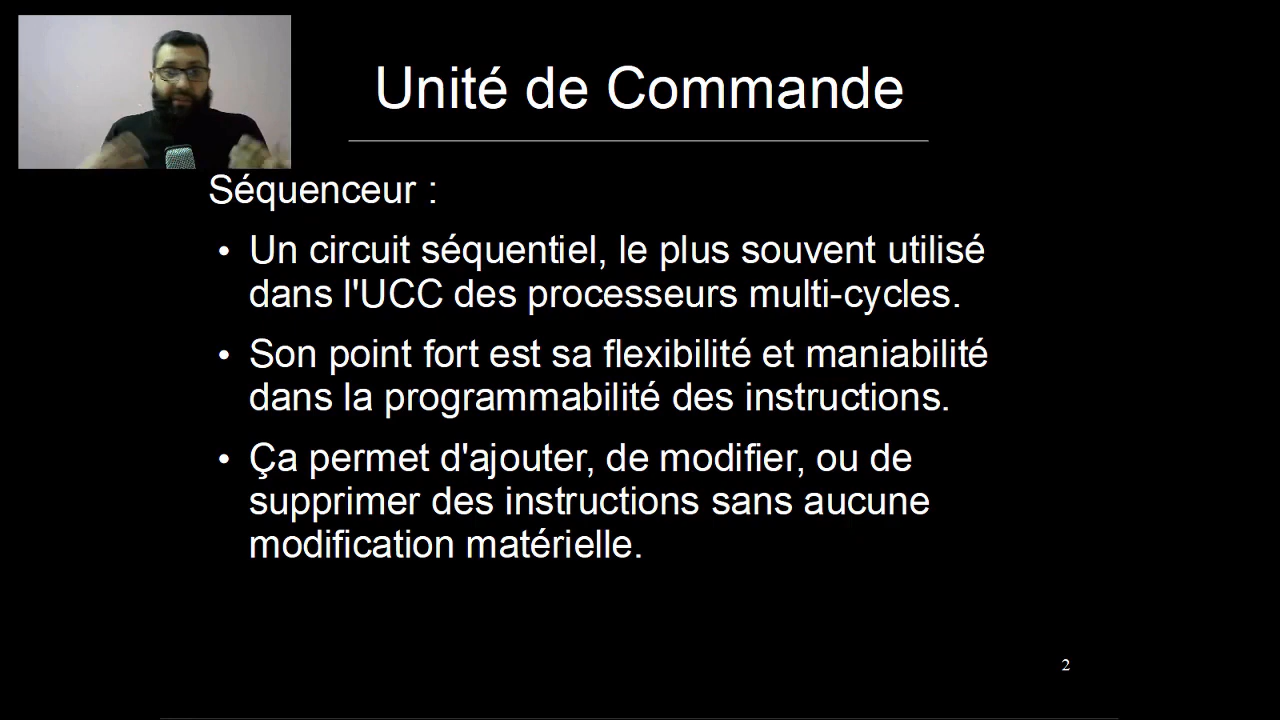 Unité de Commande
Séquenceur :
• Un circuit séquentiel, le plus souvent utilisé
dans l'UCC des processeurs multi-cycles.
• Son point fort est sa flexibilité et maniabilité
dans la programmabilité des instructions.
• Ça permet d'ajouter, de modifier, ou de
supprimer des instructions sans aucune
modification matérielle.
2